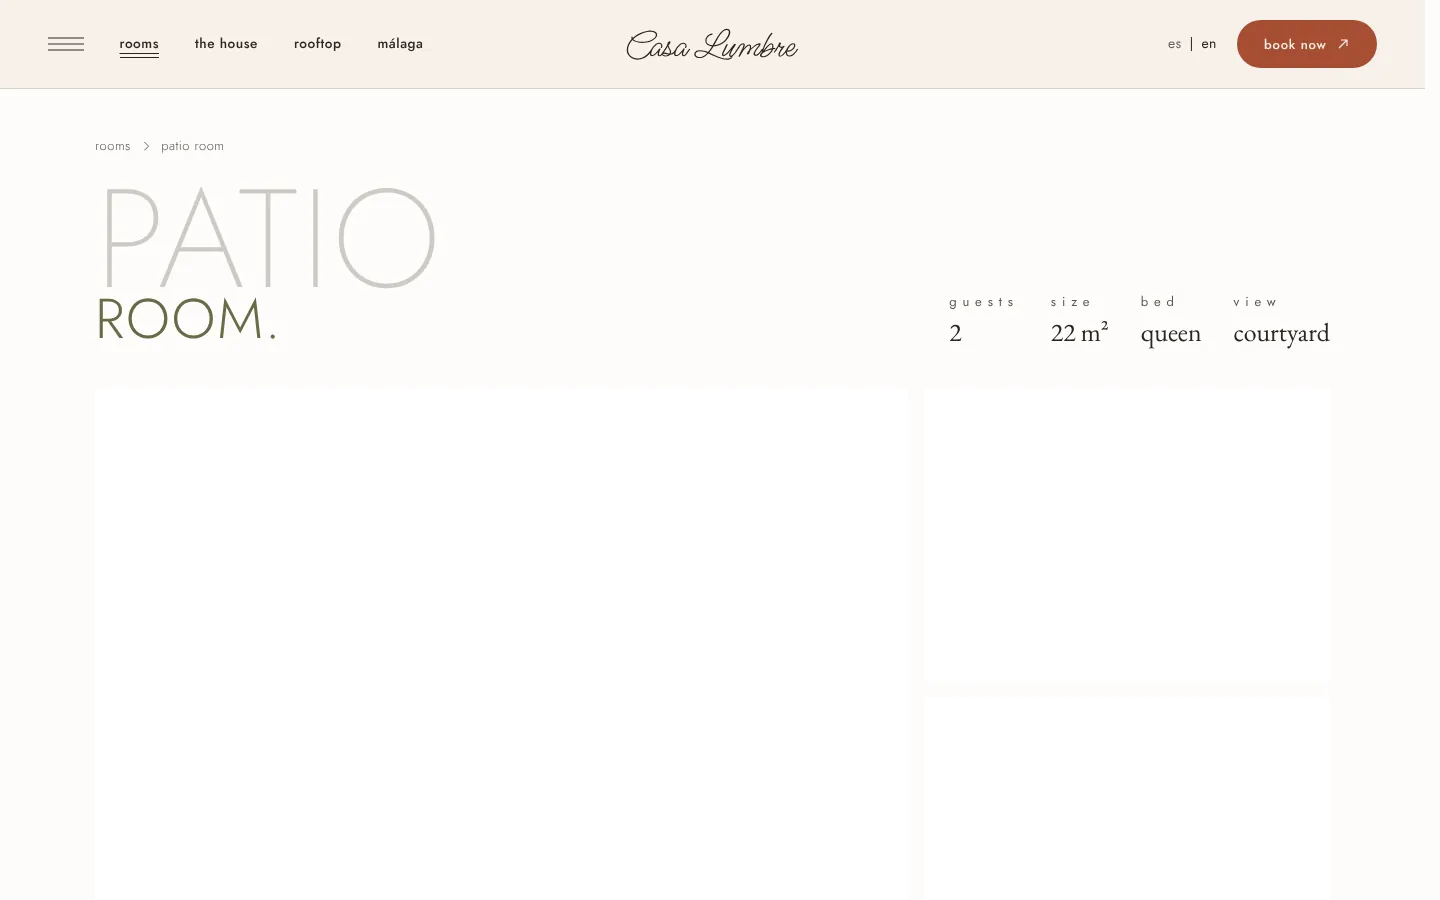 rooms
the house
rooftop
málaga
Casa Lumbre
es | en
book now
rooms > patio room
PATIO
ROOM.
guests
2
size
22 m²
bed
queen
view
courtyard